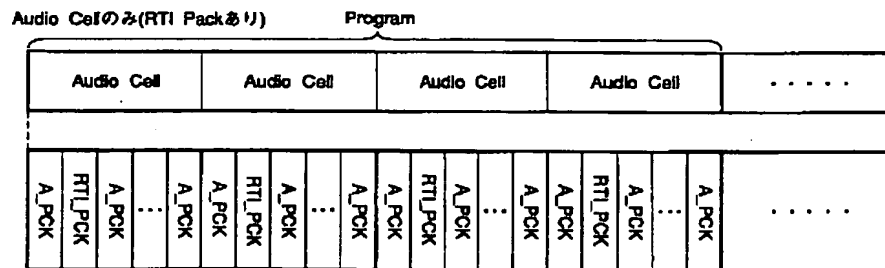 Audio Cellのみ(RTI Packあり) Program
Audio Cell Audio Cell Audio Cell Audio Cell ・・・・・
A_PCK RTI_PCK A_PCK ... A_PCK A_PCK RTI_PCK A_PCK ... A_PCK A_PCK RTI_PCK A_PCK ... A_PCK A_PCK RTI_PCK A_PCK ... A_PCK ・・・・・